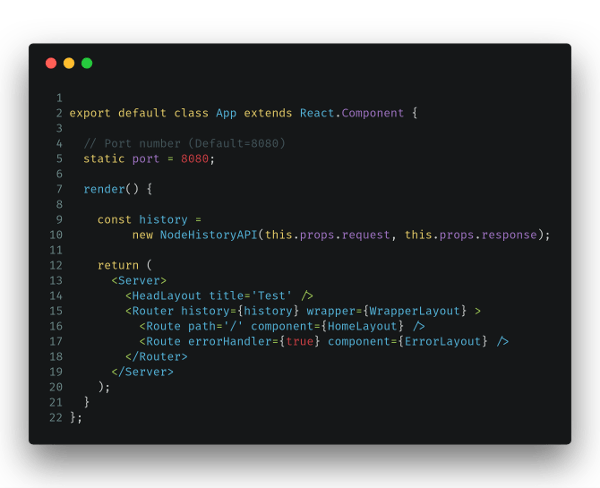 1
2 export default class App extends React.Component {
3
4   // Port number (Default=8080)
5   static port = 8080;
6
7   render() {
8
9     const history =
10          new NodeHistoryAPI(this.props.request, this.props.response);
11
12     return (
13       <Server>
14         <HeadLayout title='Test' />
15         <Router history={history} wrapper={WrapperLayout} >
16           <Route path='/' component={HomeLayout} />
17           <Route errorHandler={true} component={ErrorLayout} />
18         </Router>
19       </Server>
20     );
21   }
22 };